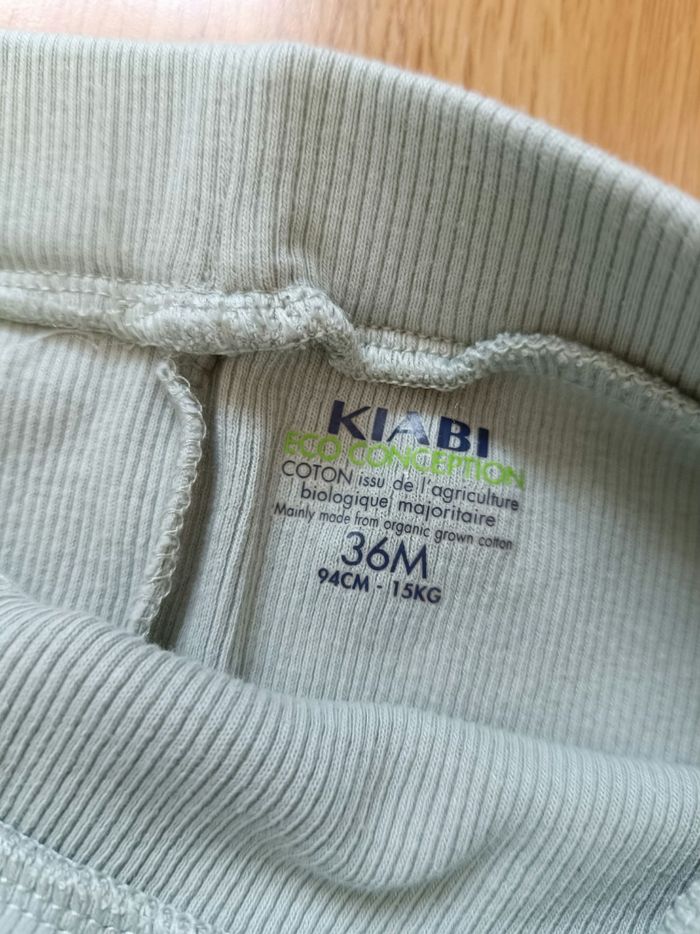 KIABI
ECO CONCEPTION
COTON issu de l'agriculture
biologique majoritaire
Mainly made from organic grown cotton
36M
94CM - 15KG